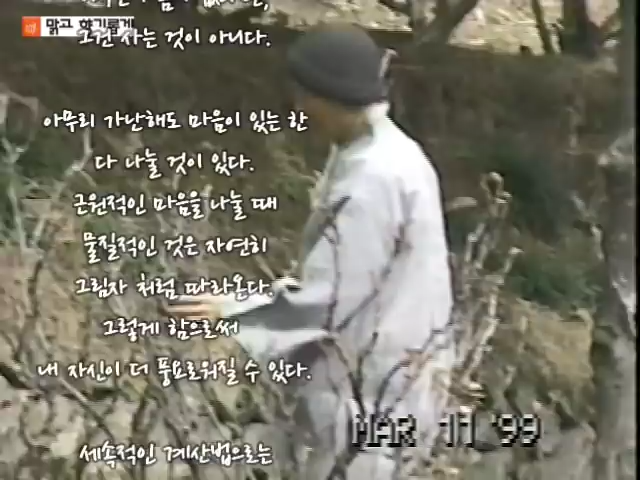 맑고 향기롭게
그건 사는 것이 아니다.
아무리 가난해도 마음이 있는 한
다 나눌 것이 있다.
근원적인 마음을 나눌 때
물질적인 것은 자연히
그림자 처럼 따라온다.
그렇게 함으로써
내 자신이 더 풍요로워질 수 있다.
MAR 11 '99
세속적인 계산법으로는